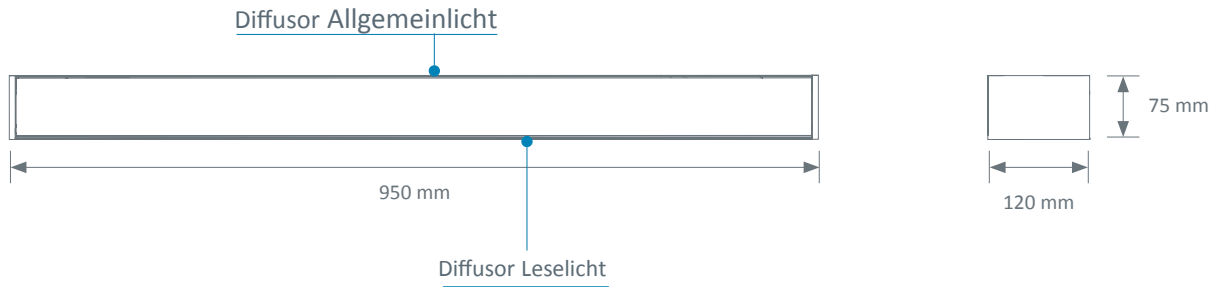 Diffusor Allgemeinlicht
75 mm
950 mm
120 mm
Diffusor Leselicht